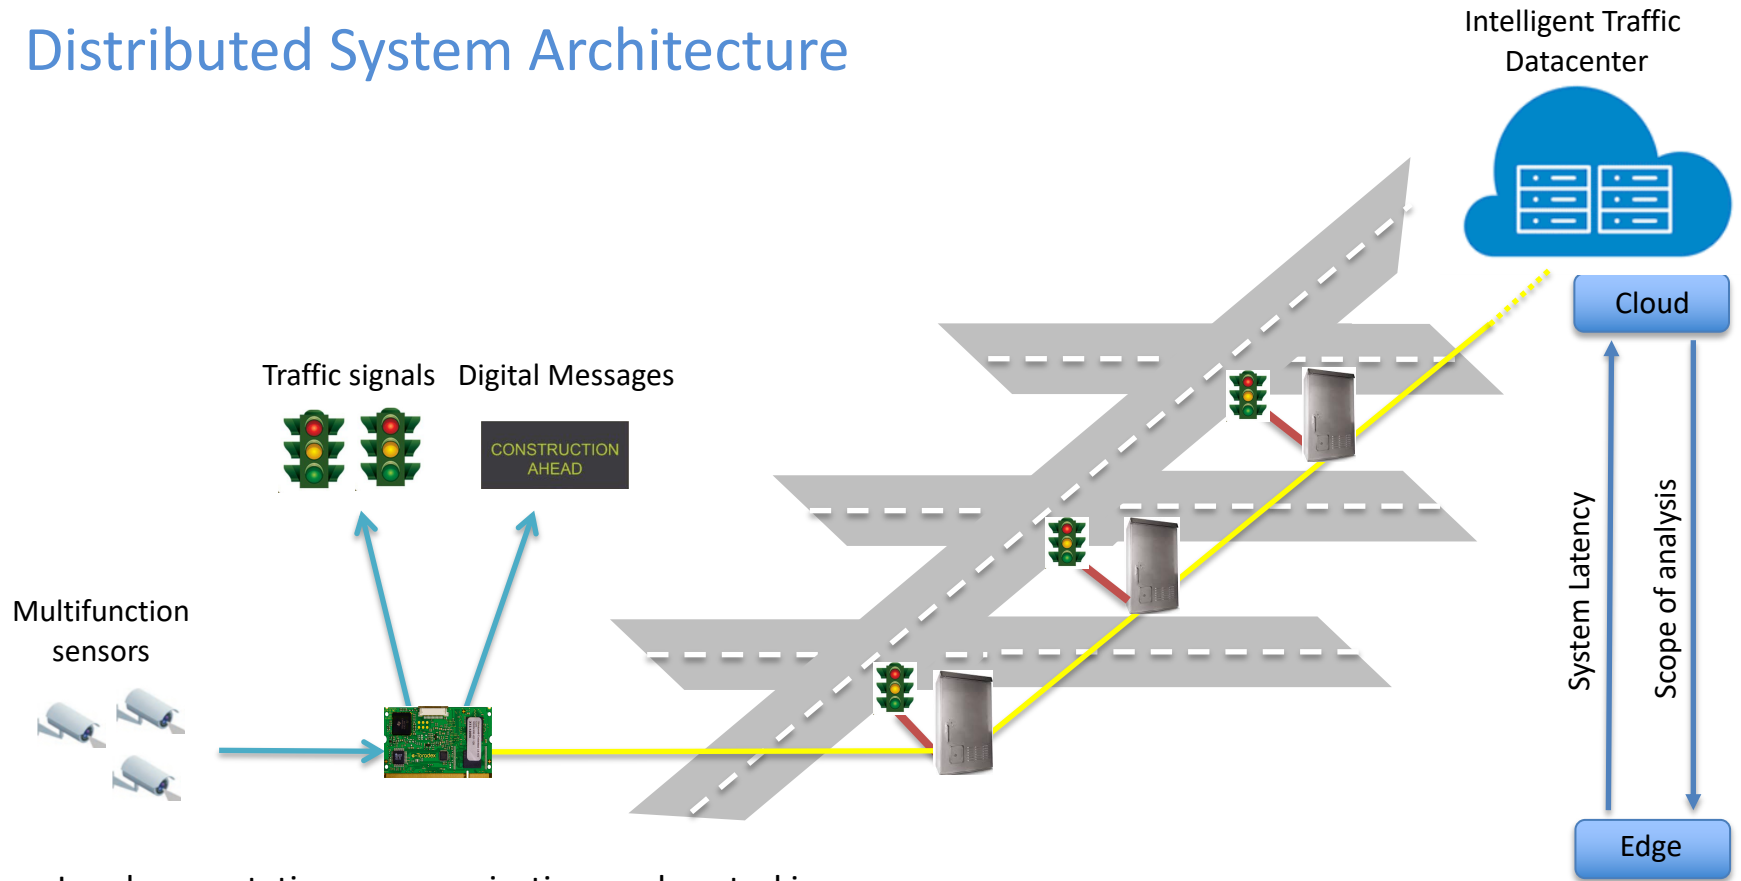 Distributed System Architecture
Intelligent Traffic
Datacenter
Cloud
Traffic signals
Digital Messages
CONSTRUCTION
AHEAD
Multifunction
sensors
System Latency
Scope of analysis
Edge